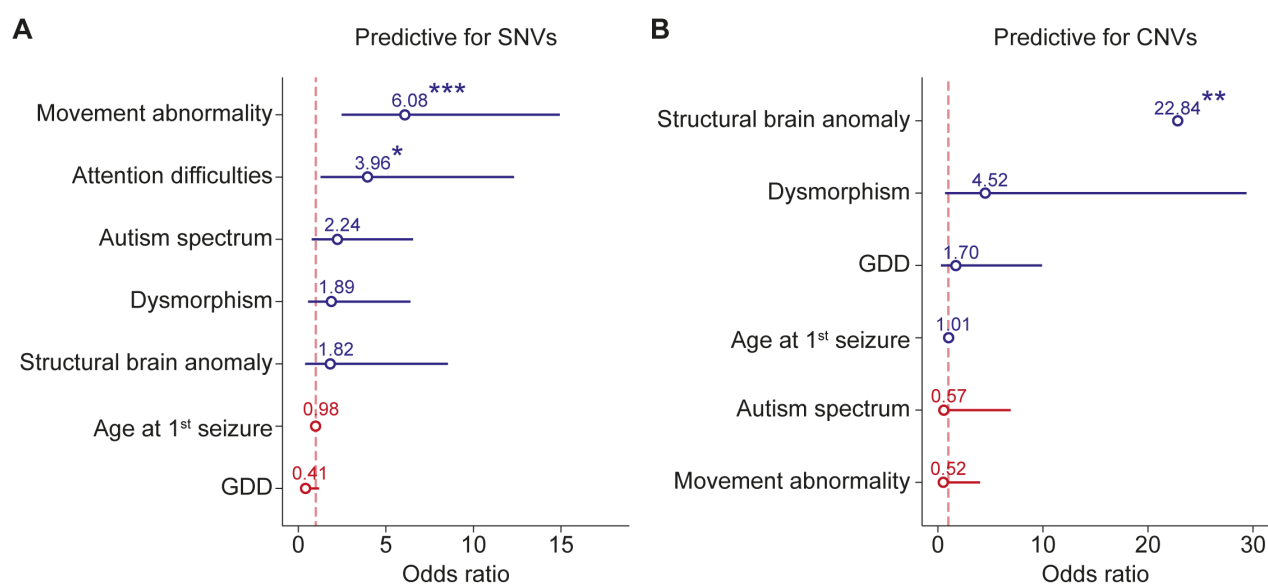 A
Predictive for SNVs
Movement abnormality
6.08
***
Attention difficulties
3.96
*
Autism spectrum
2.24
Dysmorphism
1.89
Structural brain anomaly
1.82
Age at 1st seizure
0.98
GDD
0.41
0 5 10 15
Odds ratio
B
Predictive for CNVs
Structural brain anomaly
22.84
**
Dysmorphism
4.52
GDD
1.70
Age at 1st seizure
1.01
Autism spectrum
0.57
Movement abnormality
0.52
0 10 20 30
Odds ratio